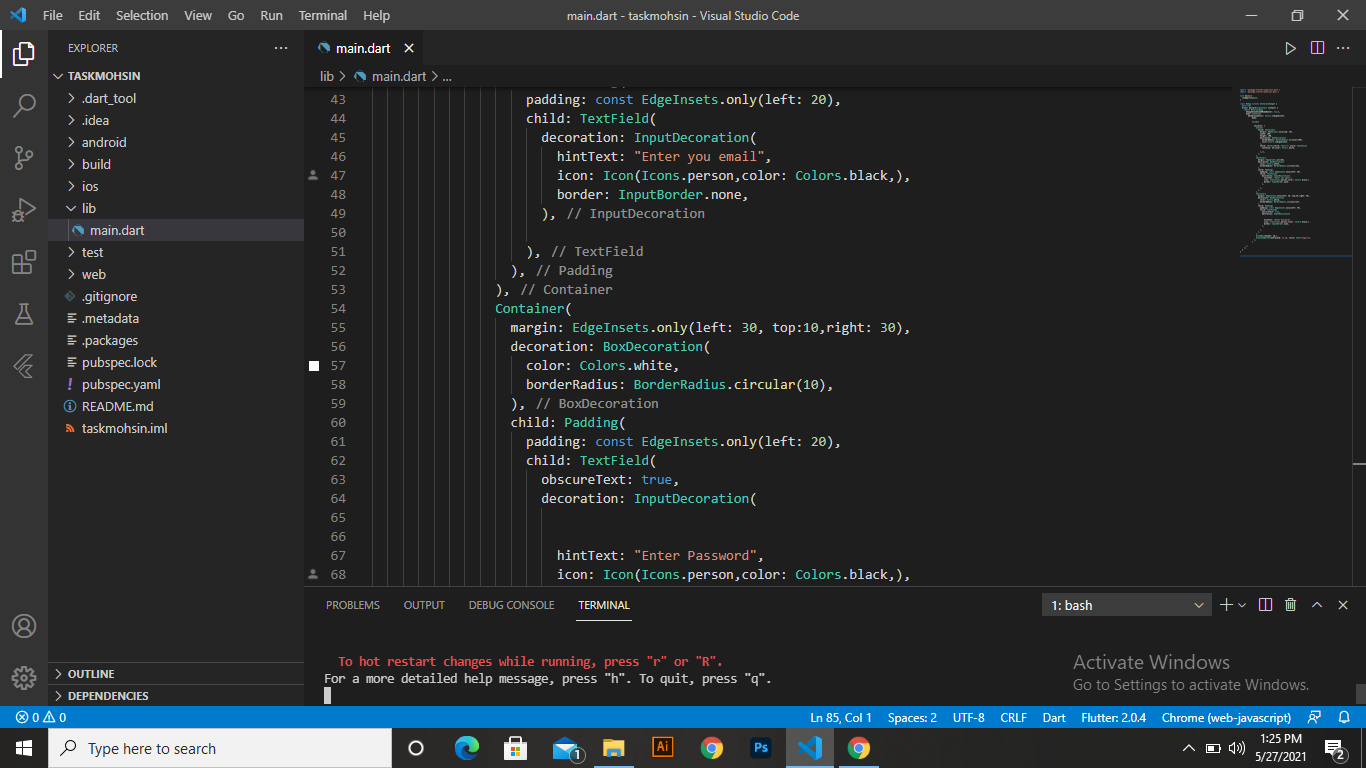 File Edit Selection View Go Run Terminal Help
main.dart - taskmohsin - Visual Studio Code
EXPLORER
TASKMOHSIN
.dart_tool
.idea
android
build
ios
lib
main.dart
test
web
.gitignore
.metadata
.packages
pubspec.lock
pubspec.yaml
README.md
taskmohsin.iml
OUTLINE
DEPENDENCIES
main.dart
lib > main.dart > ...
43 padding: const EdgeInsets.only(left: 20),
44 child: TextField(
45 decoration: InputDecoration(
46 hintText: "Enter you email",
47 icon: Icon(Icons.person,color: Colors.black,),
48 border: InputBorder.none,
49 ), // InputDecoration
50
51 ), // TextField
52 ), // Padding
53 ), // Container
54 Container(
55 margin: EdgeInsets.only(left: 30, top:10,right: 30),
56 decoration: BoxDecoration(
57 color: Colors.white,
58 borderRadius: BorderRadius.circular(10),
59 ), // BoxDecoration
60 child: Padding(
61 padding: const EdgeInsets.only(left: 20),
62 child: TextField(
63 obscureText: true,
64 decoration: InputDecoration(
65
66
67 hintText: "Enter Password",
68 icon: Icon(Icons.person,color: Colors.black,),
PROBLEMS OUTPUT DEBUG CONSOLE TERMINAL
1: bash
To hot restart changes while running, press "r" or "R".
For a more detailed help message, press "h". To quit, press "q".
Activate Windows
Go to Settings to activate Windows.
0 0
Ln 85, Col 1 Spaces: 2 UTF-8 CRLF Dart Flutter: 2.0.4 Chrome (web-javascript)
Type here to search
1
Ai
Ps
1:25 PM
5/27/2021
2